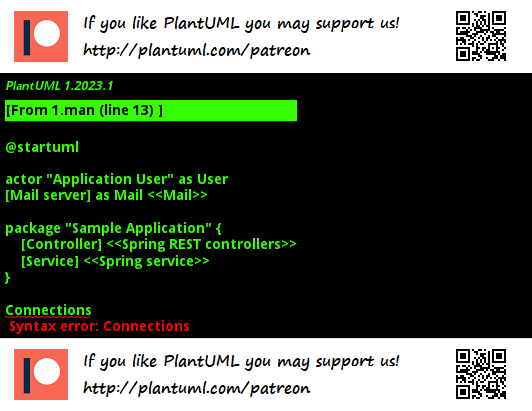 If you like PlantUML you may support us!
http://plantuml.com/patreon
PlantUML 1.2023.1
[From 1.man (line 13) ]
@startuml
actor "Application User" as User
[Mail server] as Mail <<Mail>>
package "Sample Application" {
[Controller] <<Spring REST controllers>>
[Service] <<Spring service>>
}
Connections
Syntax error: Connections
If you like PlantUML you may support us!
http://plantuml.com/patreon